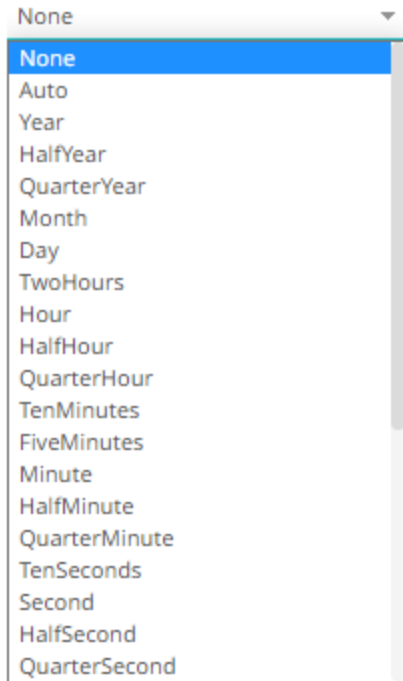 None
None
Auto
Year
HalfYear
QuarterYear
Month
Day
TwoHours
Hour
HalfHour
QuarterHour
TenMinutes
FiveMinutes
Minute
HalfMinute
QuarterMinute
TenSeconds
Second
HalfSecond
QuarterSecond